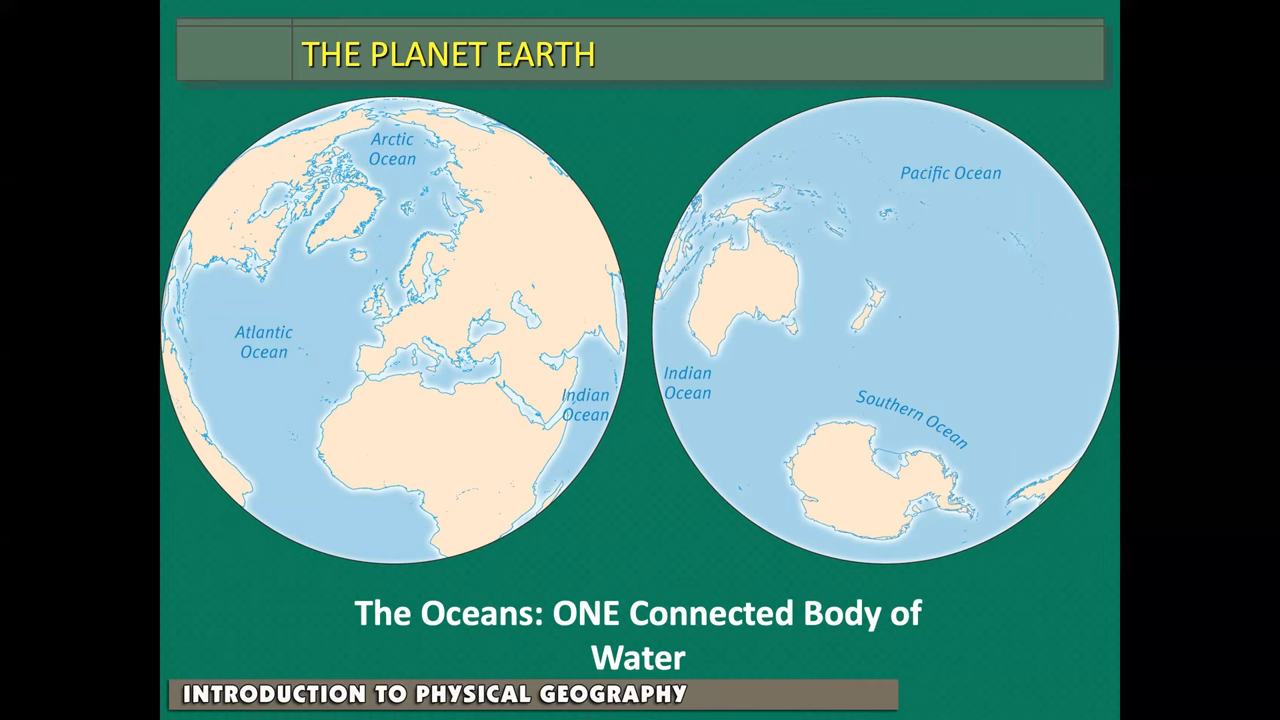 THE PLANET EARTH
Arctic
Ocean
Atlantic
Ocean
Indian
Ocean
Pacific Ocean
Indian
Ocean
Southern Ocean
The Oceans: ONE Connected Body of
Water
INTRODUCTION TO PHYSICAL GEOGRAPHY